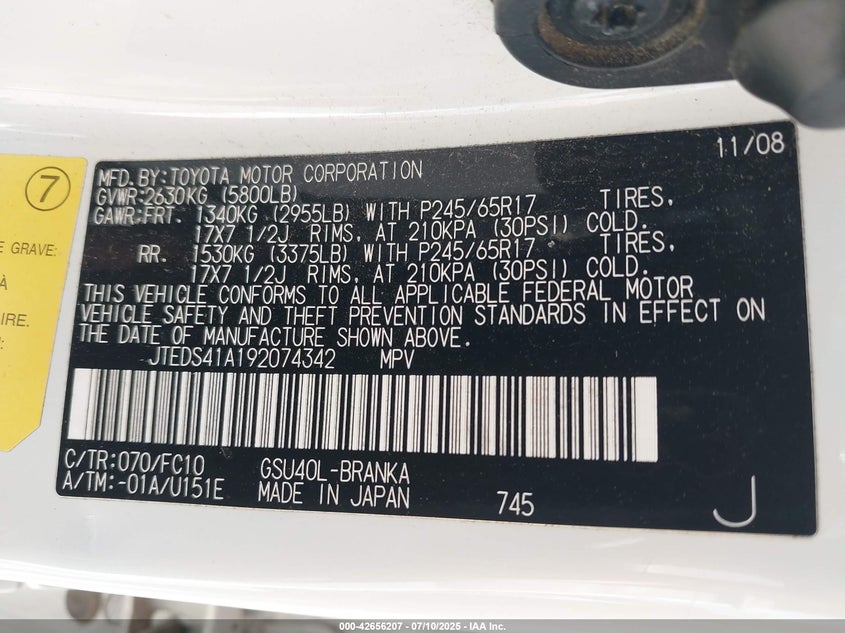 11/08
MFD.BY:TOYOTA MOTOR CORPORATION
GVWR:2630KG (5800LB)
GAWR:FRT. 1340KG (2955LB) WITH P245/65R17 TIRES,
17X7 1/2J RIMS, AT 210KPA (30PSI) COLD.
RR. 1530KG (3375LB) WITH P245/65R17 TIRES,
17X7 1/2J RIMS, AT 210KPA (30PSI) COLD.
THIS VEHICLE CONFORMS TO ALL APPLICABLE FEDERAL MOTOR
VEHICLE SAFETY AND THEFT PREVENTION STANDARDS IN EFFECT ON
THE DATE OF MANUFACTURE SHOWN ABOVE.
JTEDS41A192074342 MPV
C/TR:070/FC10 GSU40L-BRANKA
A/TM:-01A/U151E MADE IN JAPAN 745 J
7
E GRAVE:
À
IRE.
:
000-42656207 - 07/10/2025 - IAA Inc.